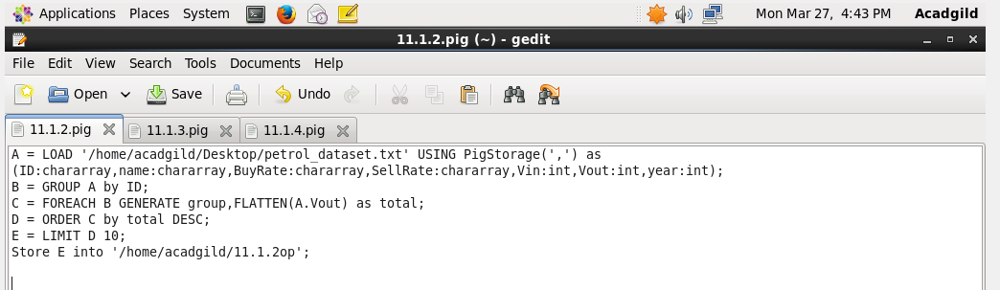 Applications Places System Mon Mar 27, 4:43 PM Acadgild
11.1.2.pig (~) - gedit
File Edit View Search Tools Documents Help
Open Save Undo
11.1.2.pig 11.1.3.pig 11.1.4.pig
A = LOAD '/home/acadgild/Desktop/petrol_dataset.txt' USING PigStorage(',') as
(ID:chararray,name:chararray,BuyRate:chararray,SellRate:chararray,Vin:int,Vout:int,year:int);
B = GROUP A by ID;
C = FOREACH B GENERATE group,FLATTEN(A.Vout) as total;
D = ORDER C by total DESC;
E = LIMIT D 10;
Store E into '/home/acadgild/11.1.2op';